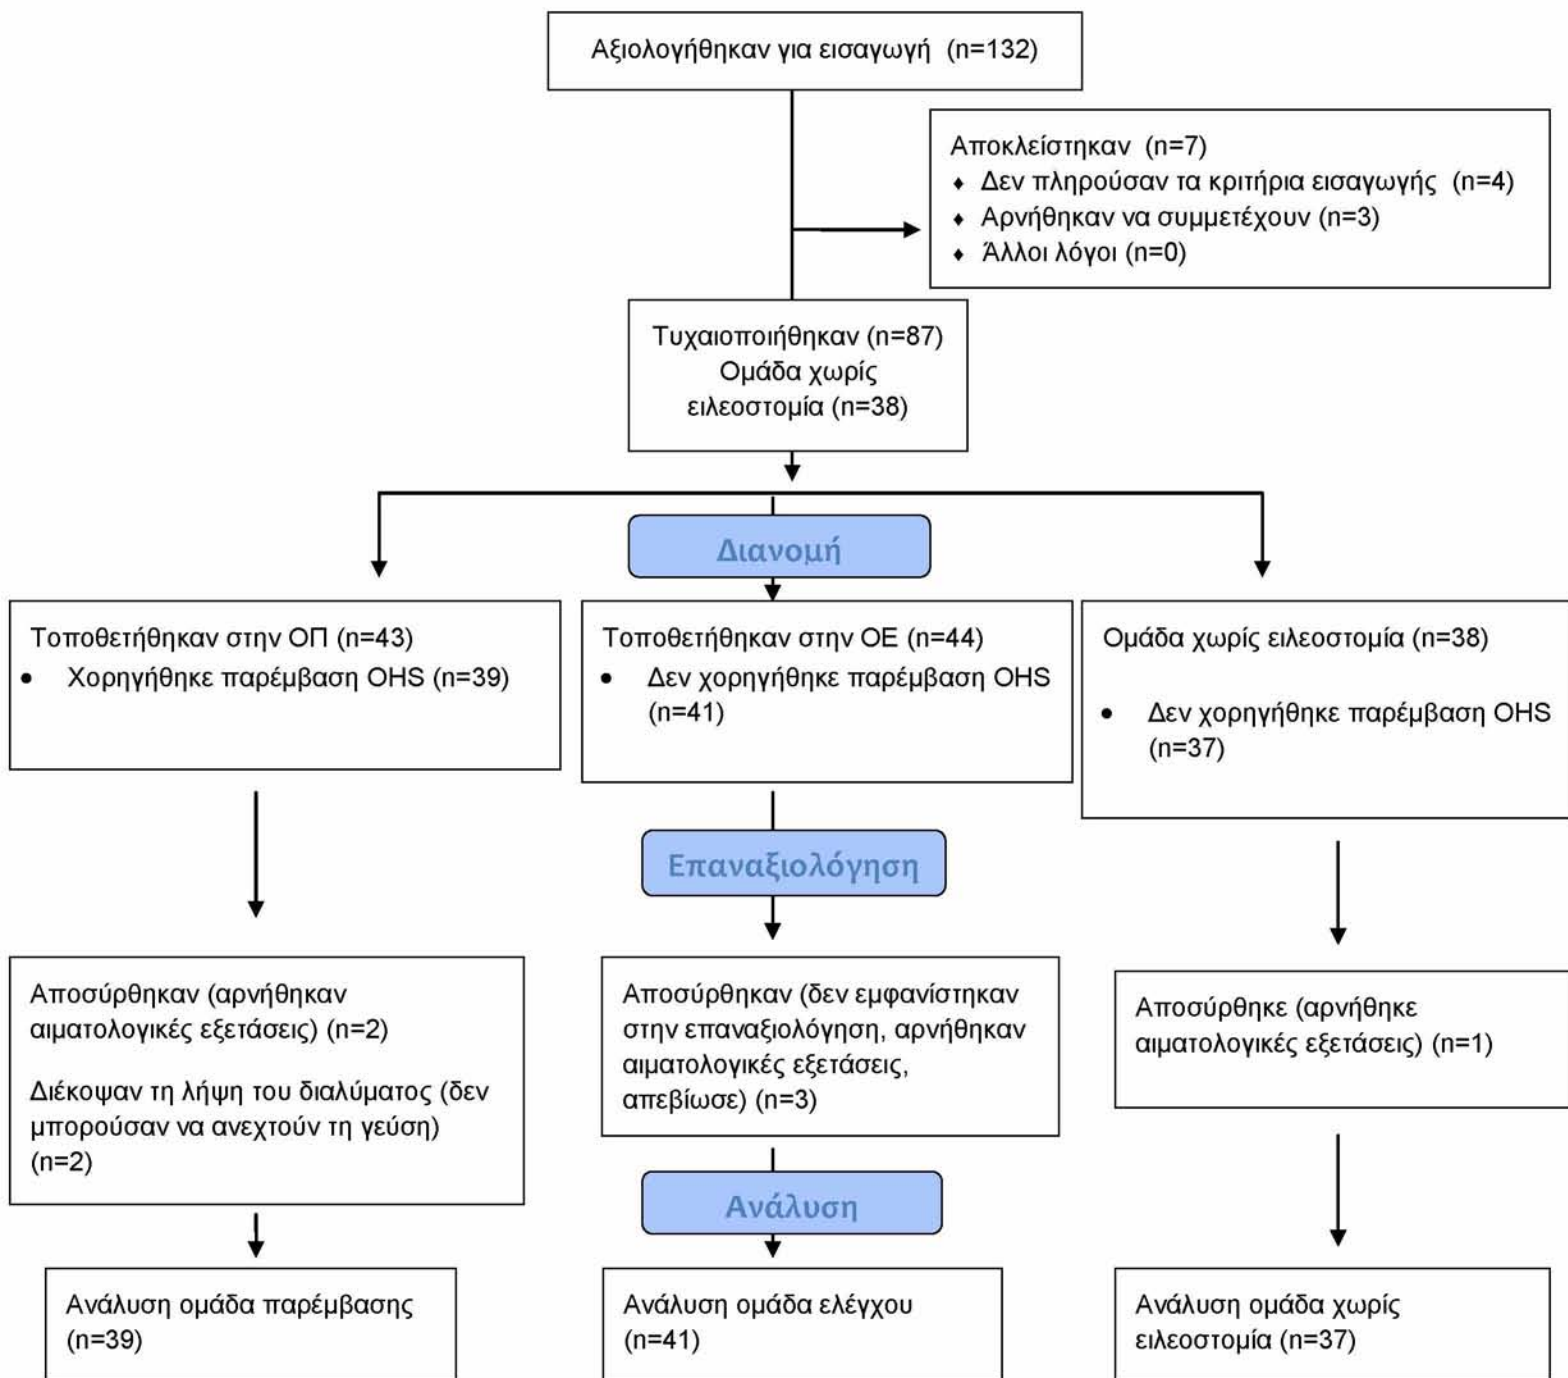 Αξιολογήθηκαν για εισαγωγή (n=132)
Αποκλείστηκαν (n=7)
♦ Δεν πληρούσαν τα κριτήρια εισαγωγής (n=4)
♦ Αρνήθηκαν να συμμετέχουν (n=3)
♦ Άλλοι λόγοι (n=0)
Τυχαιοποιήθηκαν (n=87)
Ομάδα χωρίς
ειλεοστομία (n=38)
Διανομή
Τοποθετήθηκαν στην ΟΠ (n=43)
• Χορηγήθηκε παρέμβαση OHS (n=39)
Τοποθετήθηκαν στην ΟΕ (n=44)
• Δεν χορηγήθηκε παρέμβαση OHS
(n=41)
Ομάδα χωρίς ειλεοστομία (n=38)
• Δεν χορηγήθηκε παρέμβαση OHS
(n=37)
Επαναξιολόγηση
Αποσύρθηκαν (αρνήθηκαν
αιματολογικές εξετάσεις) (n=2)
Διέκοψαν τη λήψη του διαλύματος (δεν
μπορούσαν να ανεχτούν τη γεύση)
(n=2)
Αποσύρθηκαν (δεν εμφανίστηκαν
στην επαναξιολόγηση, αρνήθηκαν
αιματολογικές εξετάσεις,
απεβίωσε) (n=3)
Αποσύρθηκε (αρνήθηκε
αιματολογικές εξετάσεις) (n=1)
Ανάλυση
Ανάλυση ομάδα παρέμβασης
(n=39)
Ανάλυση ομάδα ελέγχου
(n=41)
Ανάλυση ομάδα χωρίς
ειλεοστομία (n=37)